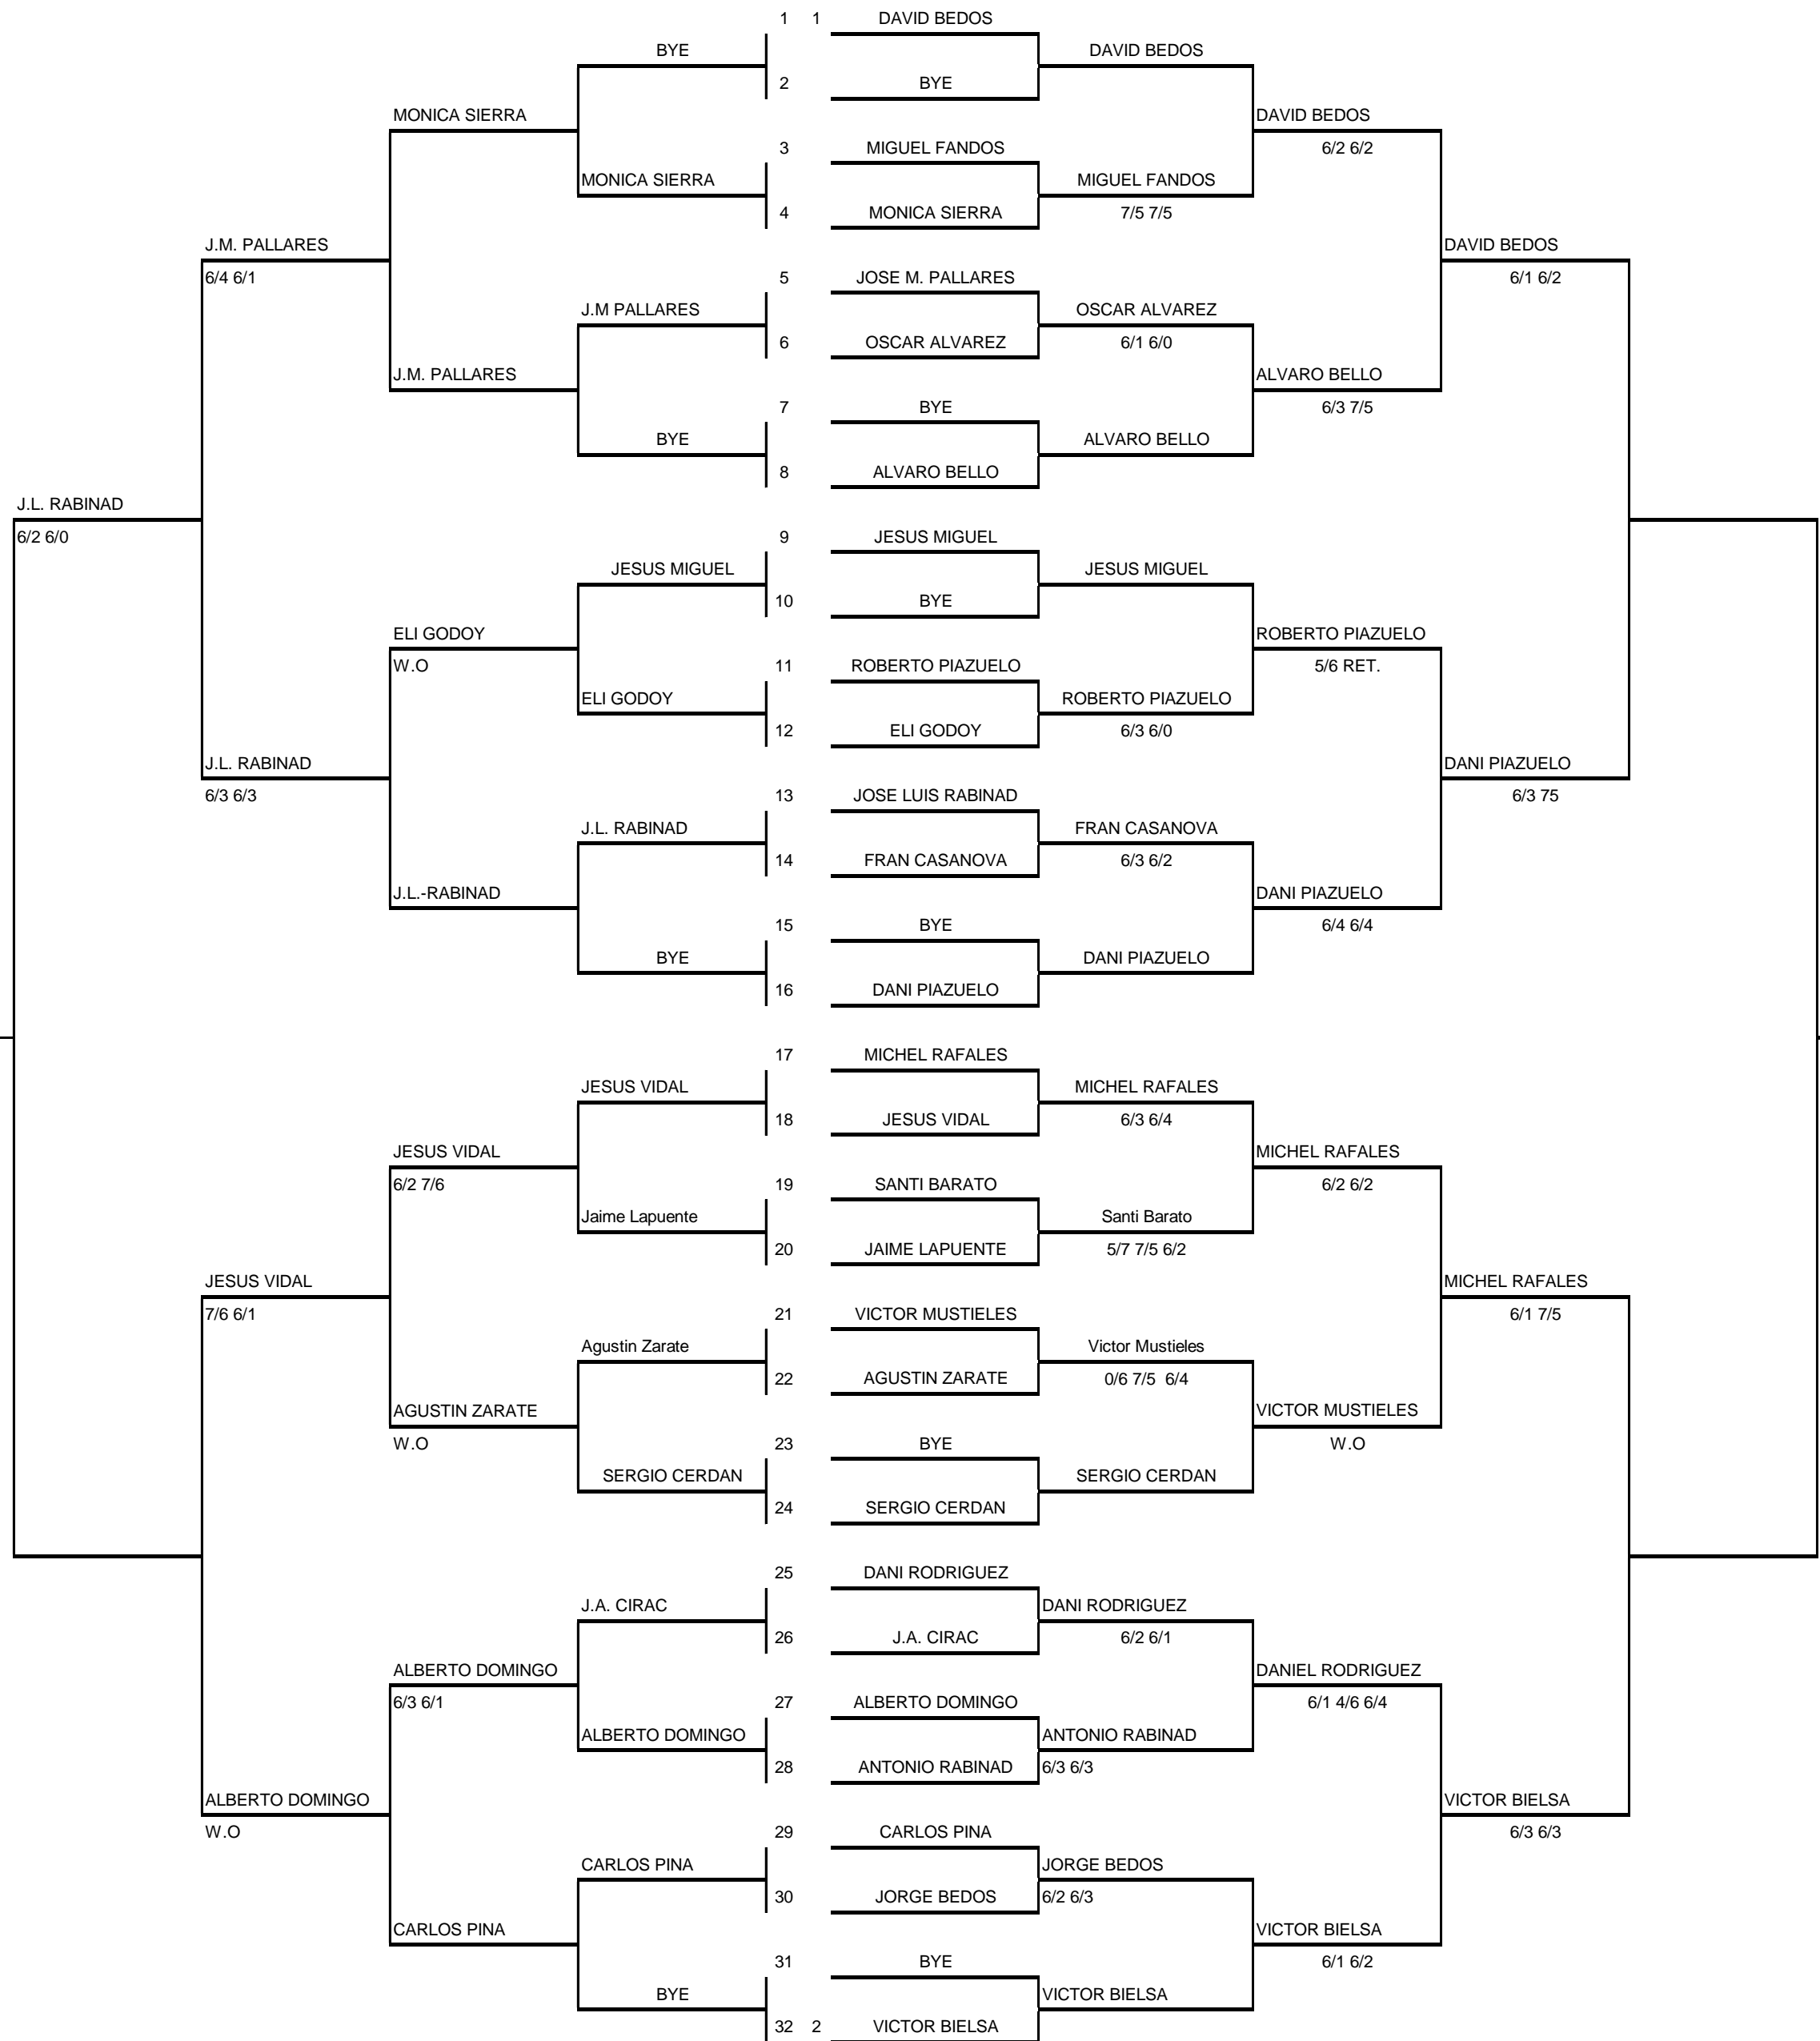 1 1 DAVID BEDOS
BYE DAVID BEDOS
2 BYE
MONICA SIERRA DAVID BEDOS
3 MIGUEL FANDOS 6/2 6/2
MONICA SIERRA MIGUEL FANDOS
4 MONICA SIERRA 7/5 7/5
J.M. PALLARES DAVID BEDOS
6/4 6/1 5 JOSE M. PALLARES 6/1 6/2
J.M PALLARES OSCAR ALVAREZ
6 OSCAR ALVAREZ 6/1 6/0
J.M. PALLARES ALVARO BELLO
7 BYE 6/3 7/5
BYE ALVARO BELLO
8 ALVARO BELLO
J.L. RABINAD
6/2 6/0 9 JESUS MIGUEL
JESUS MIGUEL JESUS MIGUEL
10 BYE
ELI GODOY ROBERTO PIAZUELO
W.O 11 ROBERTO PIAZUELO 5/6 RET.
ELI GODOY ROBERTO PIAZUELO
12 ELI GODOY 6/3 6/0
J.L. RABINAD DANI PIAZUELO
6/3 6/3 13 JOSE LUIS RABINAD 6/3 75
J.L. RABINAD FRAN CASANOVA
14 FRAN CASANOVA 6/3 6/2
J.L.-RABINAD DANI PIAZUELO
15 BYE 6/4 6/4
BYE DANI PIAZUELO
16 DANI PIAZUELO
17 MICHEL RAFALES
JESUS VIDAL MICHEL RAFALES
18 JESUS VIDAL 6/3 6/4
JESUS VIDAL MICHEL RAFALES
6/2 7/6 19 SANTI BARATO 6/2 6/2
Jaime Lapuente Santi Barato
20 JAIME LAPUENTE 5/7 7/5 6/2
JESUS VIDAL MICHEL RAFALES
7/6 6/1 21 VICTOR MUSTIELES 6/1 7/5
Agustin Zarate Victor Mustieles
22 AGUSTIN ZARATE 0/6 7/5 6/4
AGUSTIN ZARATE VICTOR MUSTIELES
W.O 23 BYE W.O
SERGIO CERDAN SERGIO CERDAN
24 SERGIO CERDAN
25 DANI RODRIGUEZ
J.A. CIRAC DANI RODRIGUEZ
26 J.A. CIRAC 6/2 6/1
ALBERTO DOMINGO DANIEL RODRIGUEZ
6/3 6/1 27 ALBERTO DOMINGO 6/1 4/6 6/4
ALBERTO DOMINGO ANTONIO RABINAD
28 ANTONIO RABINAD 6/3 6/3
ALBERTO DOMINGO VICTOR BIELSA
W.O 29 CARLOS PINA 6/3 6/3
CARLOS PINA JORGE BEDOS
30 JORGE BEDOS 6/2 6/3
CARLOS PINA VICTOR BIELSA
31 BYE 6/1 6/2
BYE VICTOR BIELSA
32 2 VICTOR BIELSA